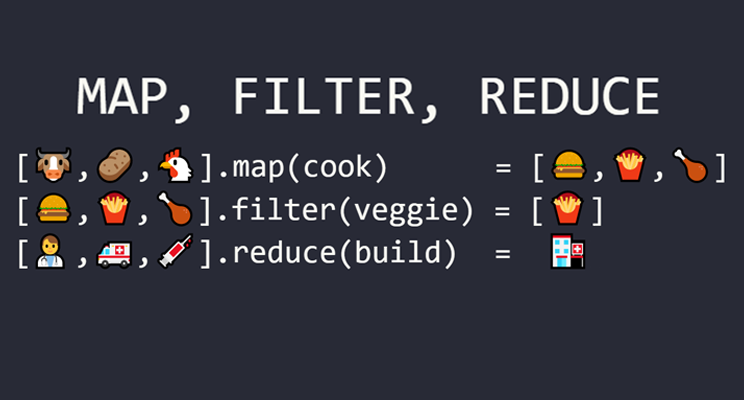 MAP, FILTER, REDUCE
[🐮,🥔,🐔].map(cook) = [🍔,🍟,🍗]
[🍔,🍟,🍗].filter(veggie) = [🍟]
[👨‍⚕️,🚑,💉].reduce(build) = 🏥